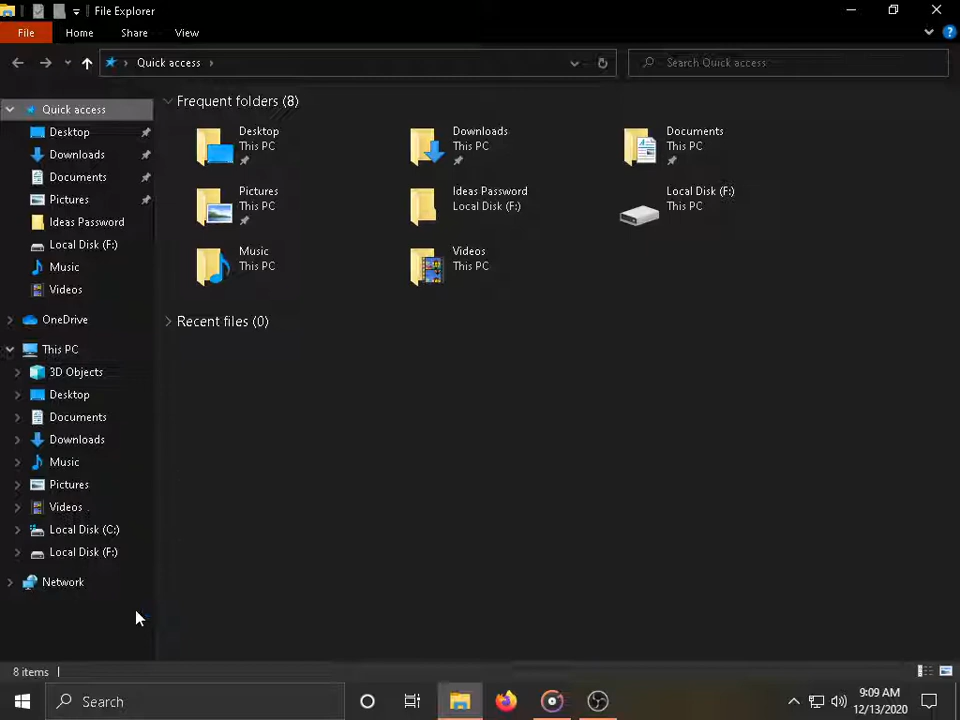 File Explorer
File Home Share View
Quick access
Search Quick access
Quick access
Desktop
Downloads
Documents
Pictures
Ideas Password
Local Disk (F:)
Music
Videos
OneDrive
This PC
3D Objects
Desktop
Documents
Downloads
Music
Pictures
Videos
Local Disk (C:)
Local Disk (F:)
Network
Frequent folders (8)
Desktop
This PC
Downloads
This PC
Documents
This PC
Pictures
This PC
Ideas Password
Local Disk (F:)
Local Disk (F:)
This PC
Music
This PC
Videos
This PC
Recent files (0)
8 items
Search
9:09 AM
12/13/2020